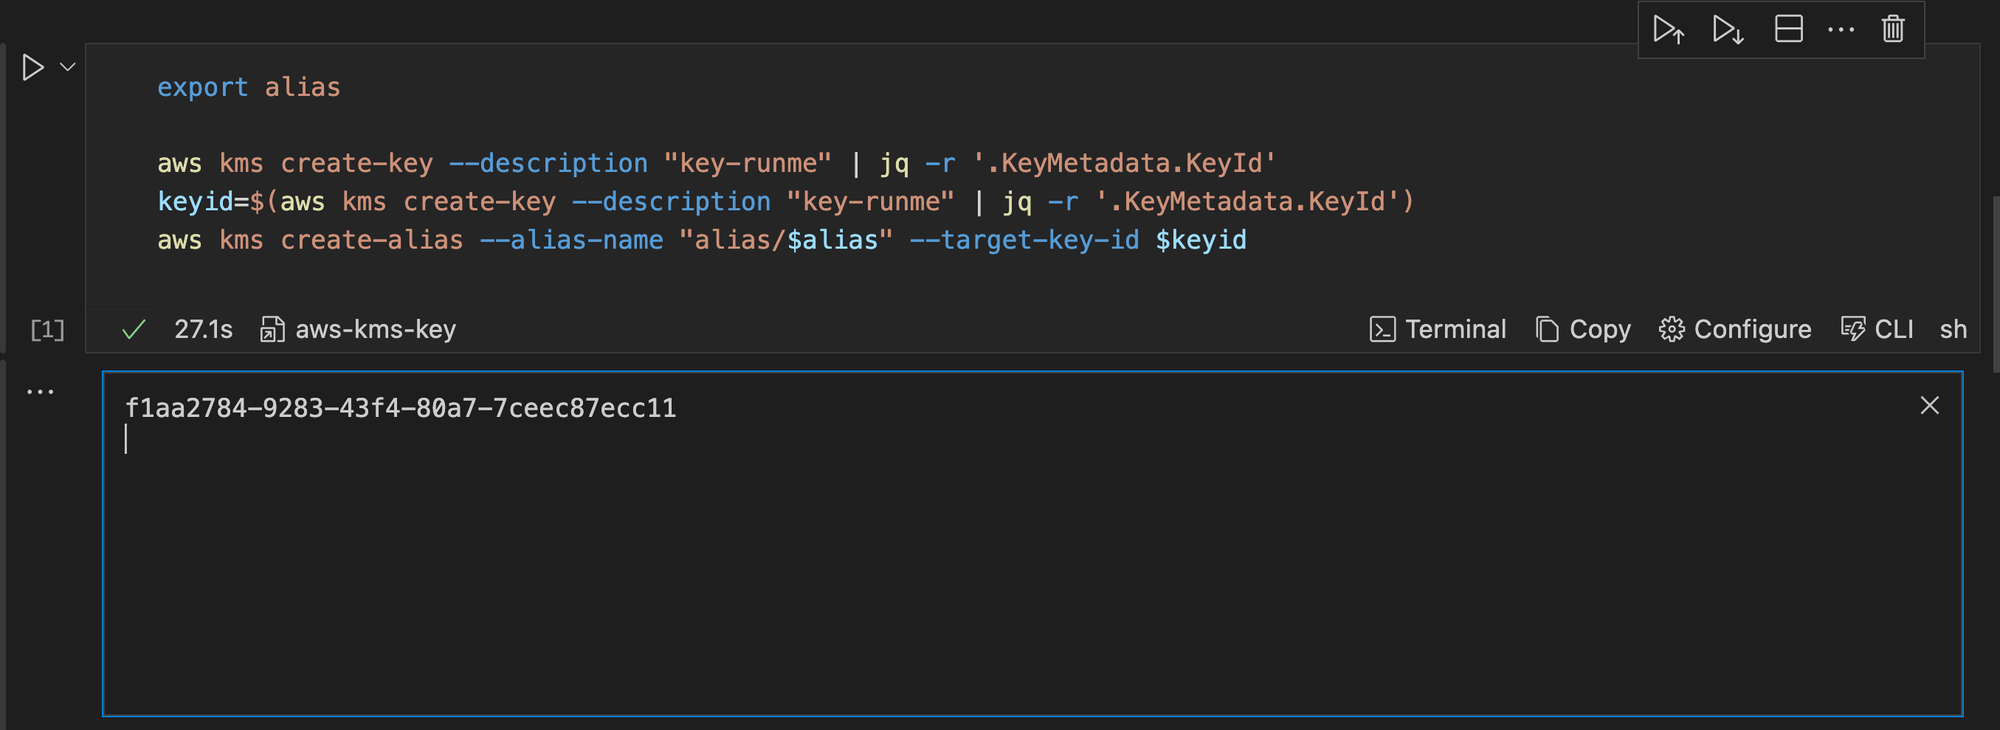 export alias
aws kms create-key --description "key-runme" | jq -r '.KeyMetadata.KeyId'
keyid=$(aws kms create-key --description "key-runme" | jq -r '.KeyMetadata.KeyId')
aws kms create-alias --alias-name "alias/$alias" --target-key-id $keyid
[1] 27.1s aws-kms-key Terminal Copy Configure CLI sh
f1aa2784-9283-43f4-80a7-7ceec87ecc11